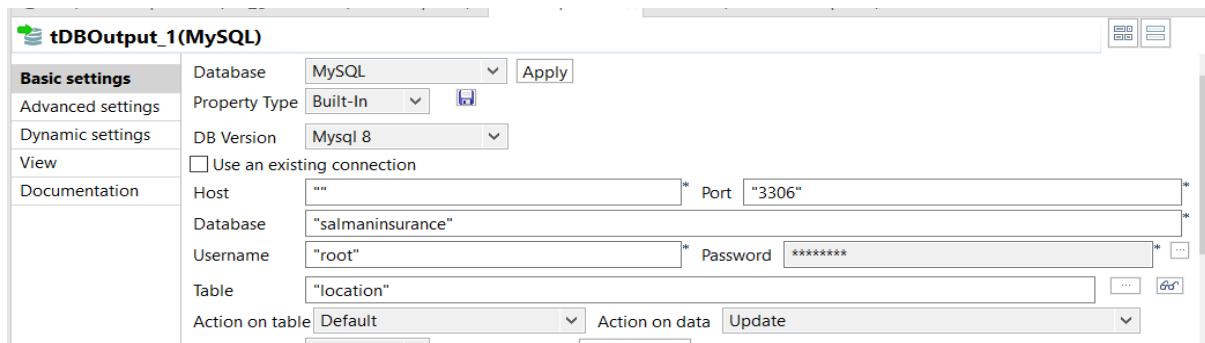 tDBOutput_1(MySQL)
Basic settings
Advanced settings
Dynamic settings
View
Documentation
Database MySQL Apply
Property Type Built-In
DB Version Mysql 8
Use an existing connection
Host "" * Port "3306" *
Database "salmaninsurance" *
Username "root" * Password ******** * ...
Table "location" ...
Action on table Default Action on data Update